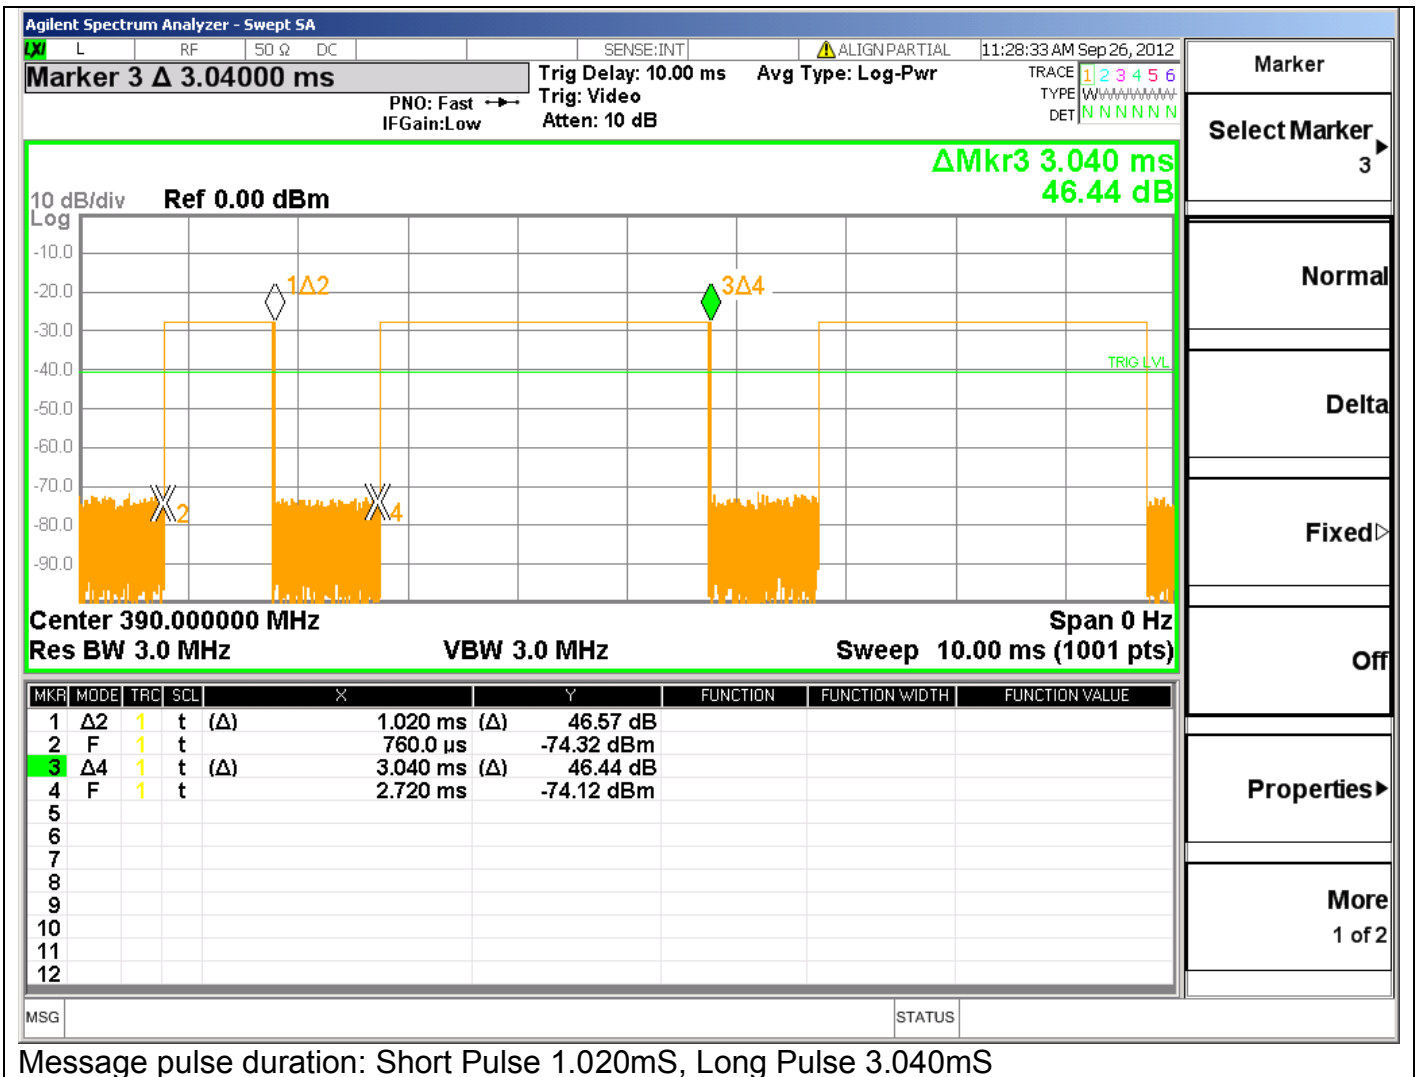 Agilent Spectrum Analyzer - Swept SA
LXI L RF 50 Ω DC SENSE:INT ALIGN PARTIAL 11:28:33 AM Sep 26, 2012
Marker 3 Δ 3.04000 ms
PNO: Fast
IFGain:Low
Trig Delay: 10.00 ms
Trig: Video
Atten: 10 dB
Avg Type: Log-Pwr
TRACE 1 2 3 4 5 6
TYPE WWWWWW
DET N N N N N N
ΔMkr3 3.040 ms
46.44 dB
10 dB/div Ref 0.00 dBm
Log
-10.0
-20.0
-30.0
-40.0
-50.0
-60.0
-70.0
-80.0
-90.0
1Δ2
3Δ4
TRIG LVL
2
4
Center 390.000000 MHz Span 0 Hz
Res BW 3.0 MHz VBW 3.0 MHz Sweep 10.00 ms (1001 pts)
MKR MODE TRC SCL X Y FUNCTION FUNCTION WIDTH FUNCTION VALUE
1 Δ2 1 t (Δ) 1.020 ms (Δ) 46.57 dB
2 F 1 t 760.0 µs -74.32 dBm
3 Δ4 1 t (Δ) 3.040 ms (Δ) 46.44 dB
4 F 1 t 2.720 ms -74.12 dBm
5
6
7
8
9
10
11
12
MSG STATUS
Marker
Select Marker
3
Normal
Delta
Fixed
Off
Properties
More
1 of 2
Message pulse duration: Short Pulse 1.020mS, Long Pulse 3.040mS